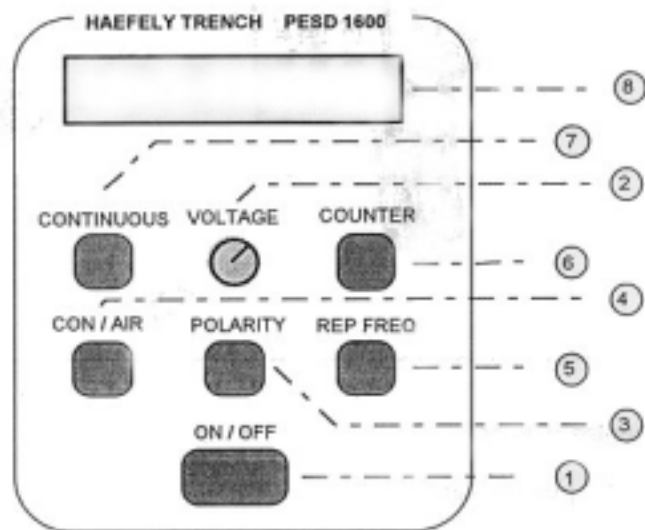 HAEFELY TRENCH PESD 1600
8
7
2
CONTINUOUS VOLTAGE COUNTER
6
4
CON / AIR POLARITY REP FREQ
5
3
ON / OFF
1